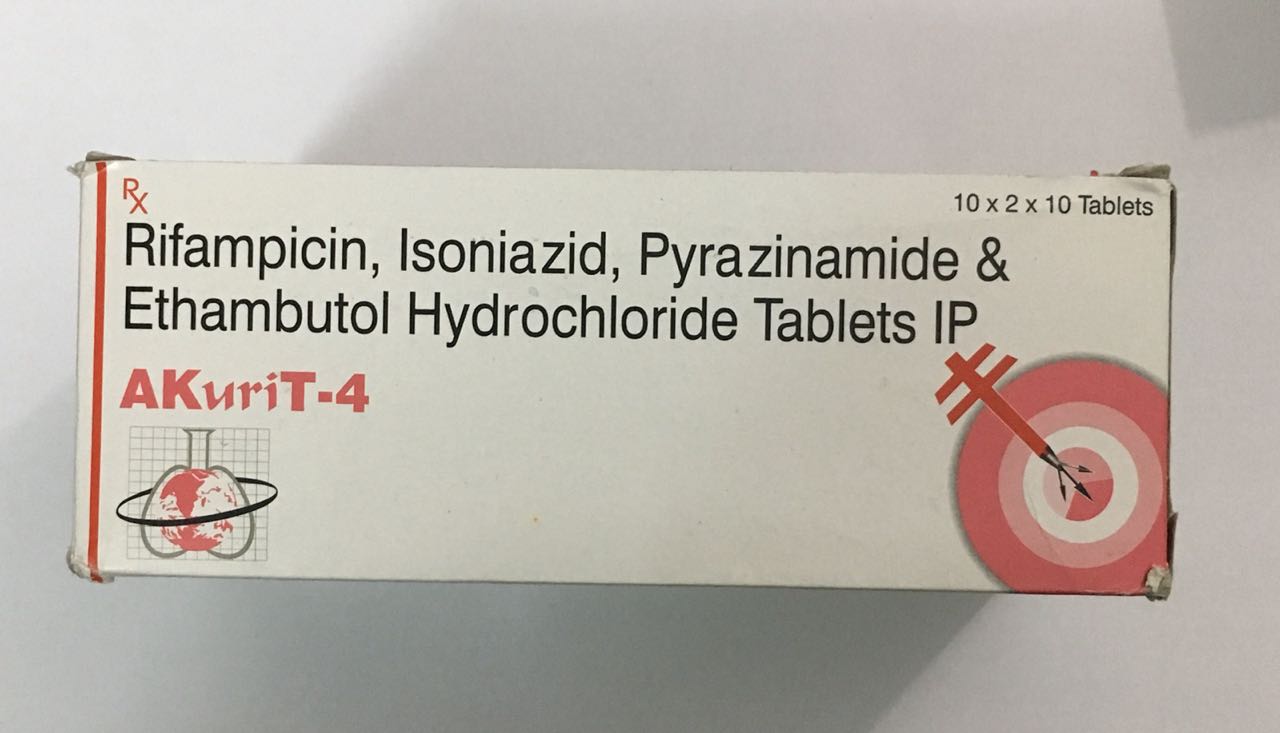 Rx
10 x 2 x 10 Tablets
Rifampicin, Isoniazid, Pyrazinamide &
Ethambutol Hydrochloride Tablets IP
AKuriT-4